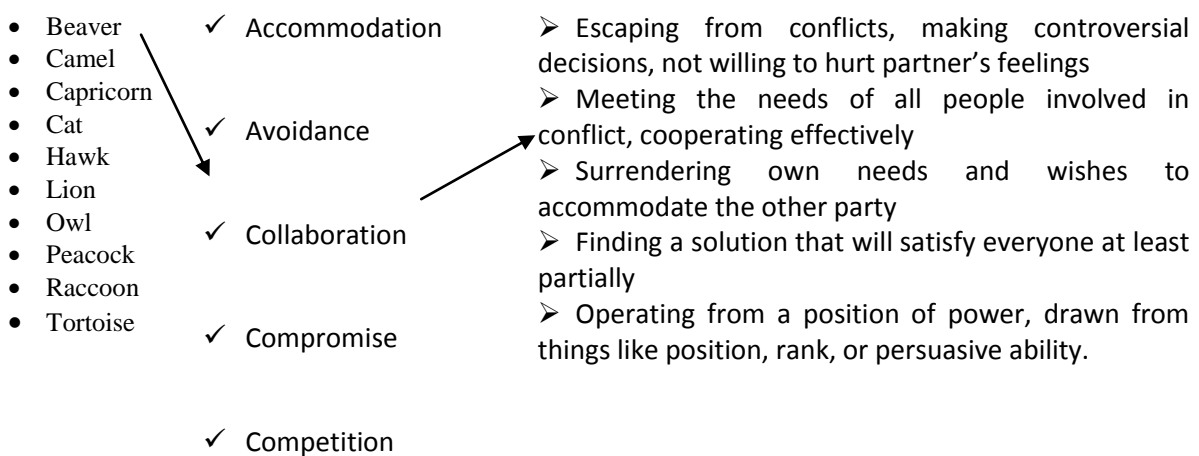 • Beaver
• Camel
• Capricorn
• Cat
• Hawk
• Lion
• Owl
• Peacock
• Raccoon
• Tortoise
✓ Accommodation
✓ Avoidance
✓ Collaboration
✓ Compromise
✓ Competition
➢ Escaping from conflicts, making controversial
decisions, not willing to hurt partner’s feelings
➢ Meeting the needs of all people involved in
conflict, cooperating effectively
➢ Surrendering own needs and wishes to
accommodate the other party
➢ Finding a solution that will satisfy everyone at least
partially
➢ Operating from a position of power, drawn from
things like position, rank, or persuasive ability.